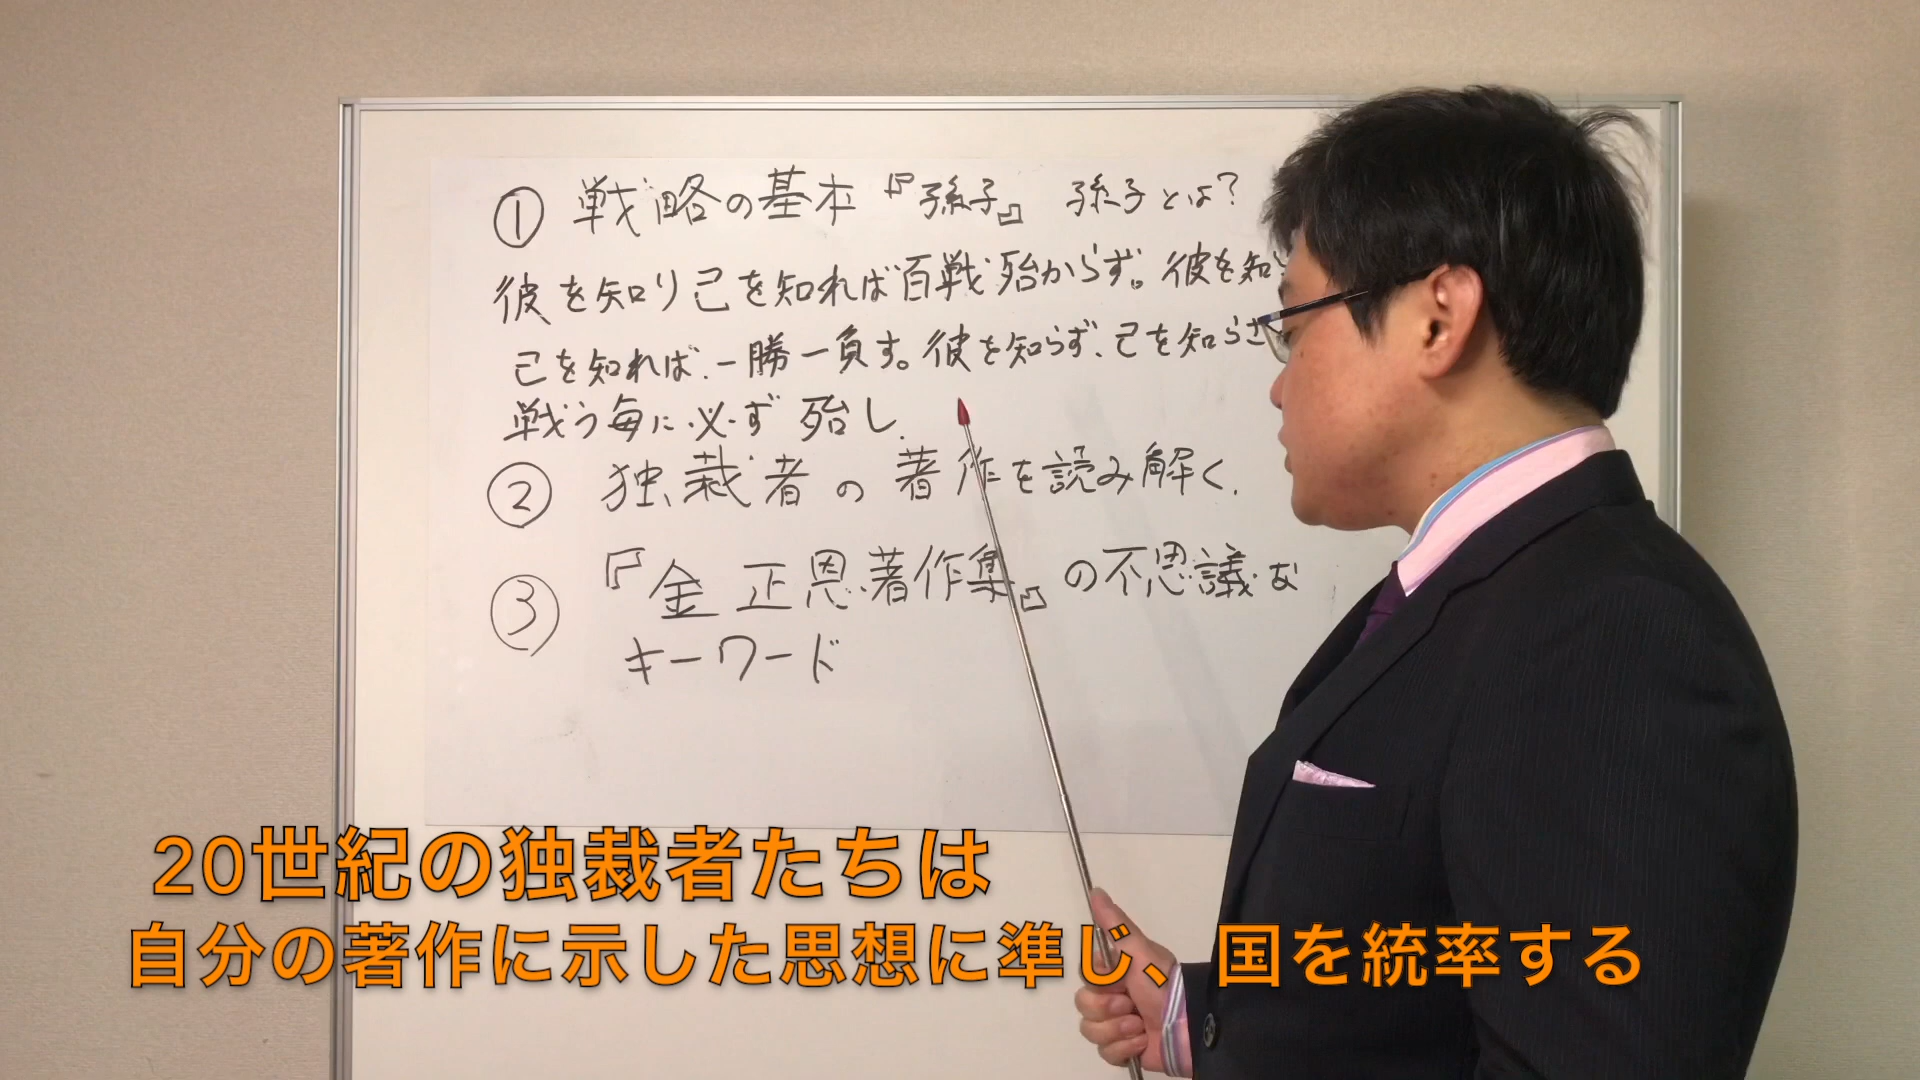 ① 戦略の基本『孫子』 孫子とは?
彼を知り己を知れば百戦殆からず。彼を知ら
己を知れば、一勝一負す。彼を知らず、己を知らざ
戦う毎に必ず殆し。
② 独裁者の著作を読み解く.
③ 『金正恩著作集』の不思議な
キーワード
20世紀の独裁者たちは
自分の著作に示した思想に準じ、国を統率する